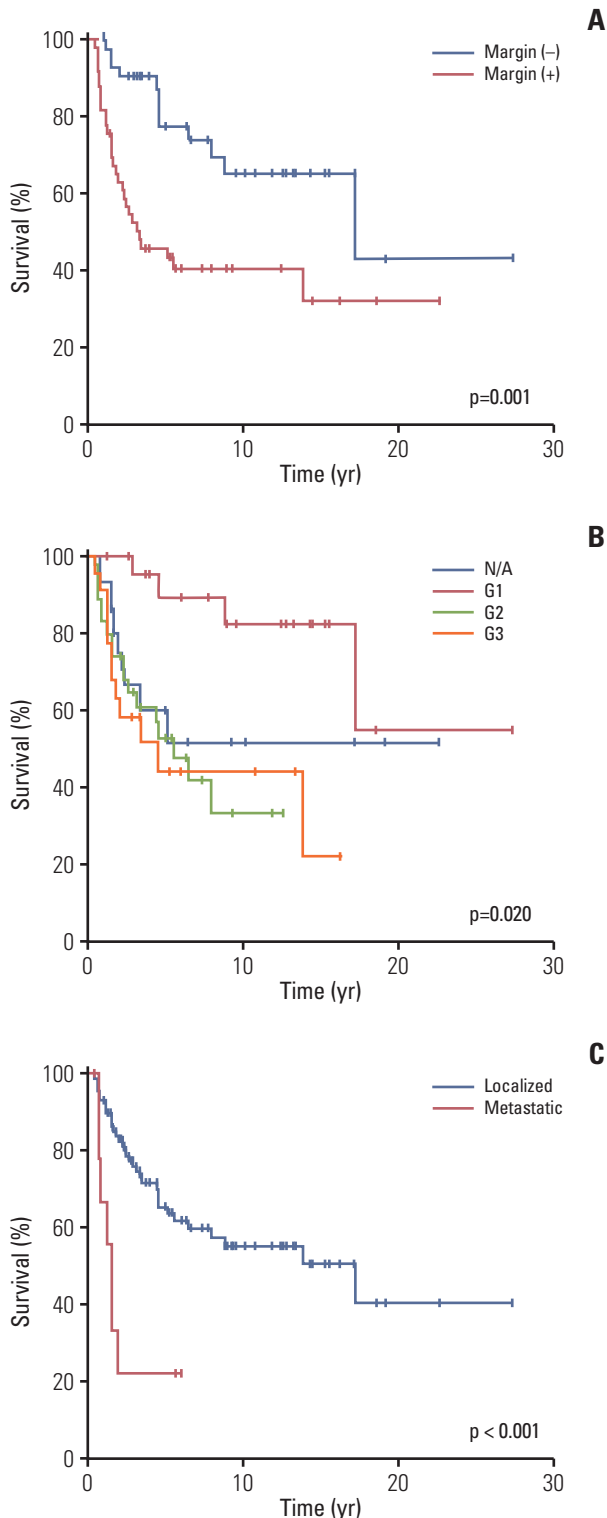 A
100
80
60
40
20
0
Survival (%)
Margin (−)
Margin (+)
p=0.001
0 10 20 30
Time (yr)
B
100
80
60
40
20
0
Survival (%)
N/A
G1
G2
G3
p=0.020
0 10 20 30
Time (yr)
C
100
80
60
40
20
0
Survival (%)
Localized
Metastatic
p < 0.001
0 10 20 30
Time (yr)